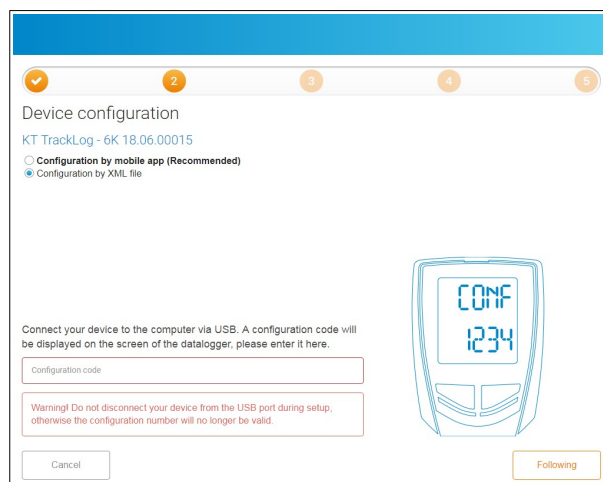 2
3
4
5
Device configuration
KT TrackLog - 6K 18.06.00015
Configuration by mobile app (Recommended)
Configuration by XML file
CONF
1234
Connect your device to the computer via USB. A configuration code will
be displayed on the screen of the datalogger, please enter it here.
Configuration code
Warning! Do not disconnect your device from the USB port during setup,
otherwise the configuration number will no longer be valid.
Cancel
Following